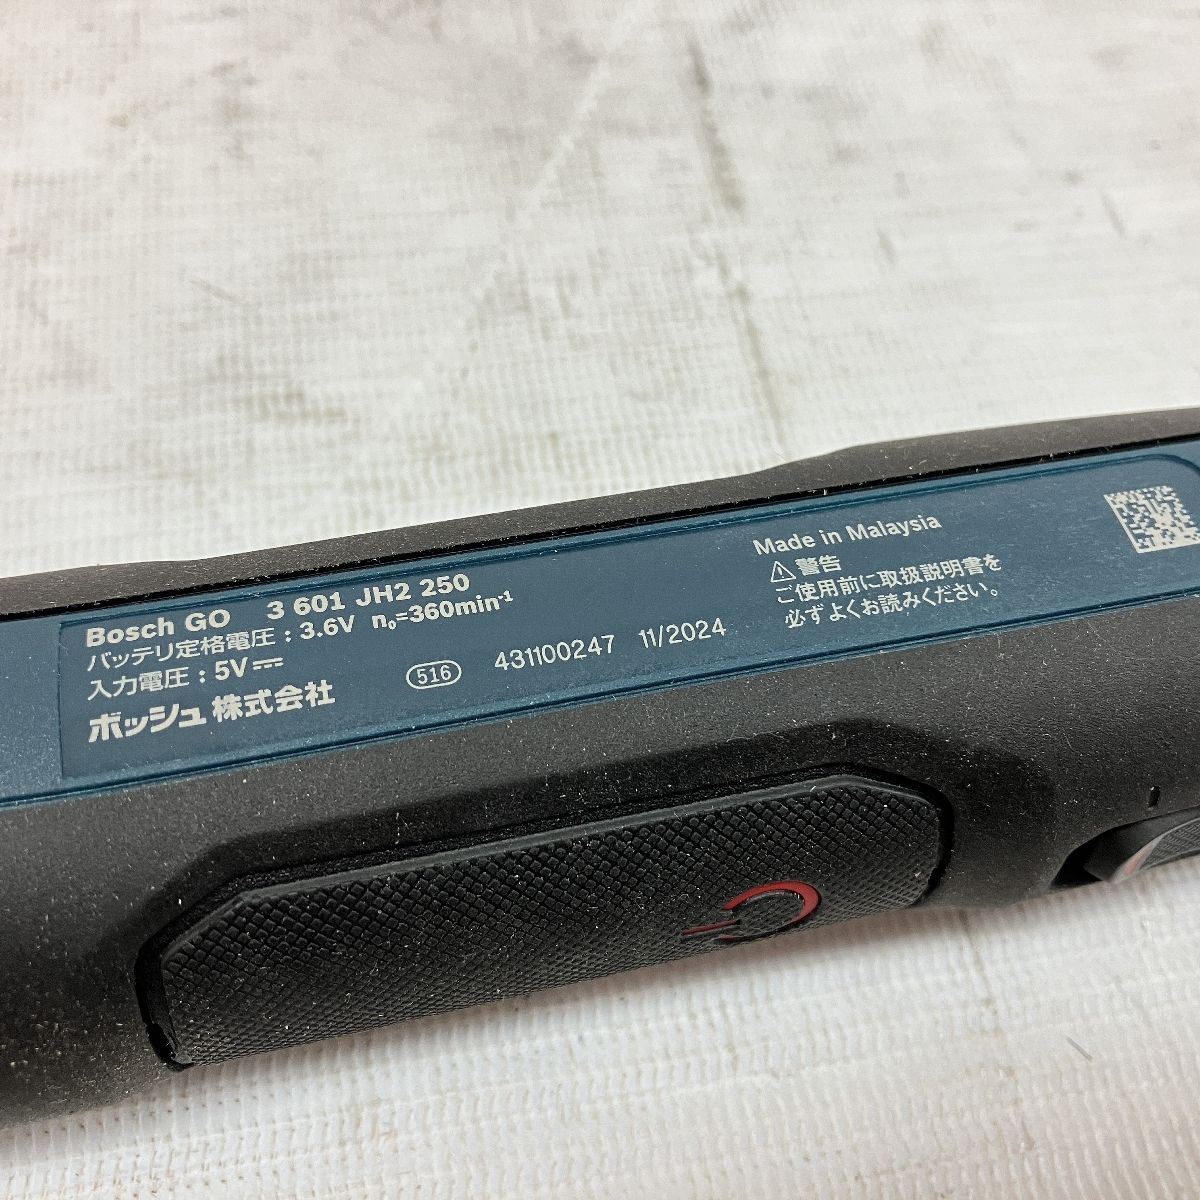 Bosch GO 3 601 JH2 250
バッテリ定格電圧：3.6V n₀=360min⁻¹
入力電圧：5V⎓
ボッシュ株式会社
516 431100247 11/2024
Made in Malaysia
⚠警告
ご使用前に取扱説明書を
必ずよくお読みください。